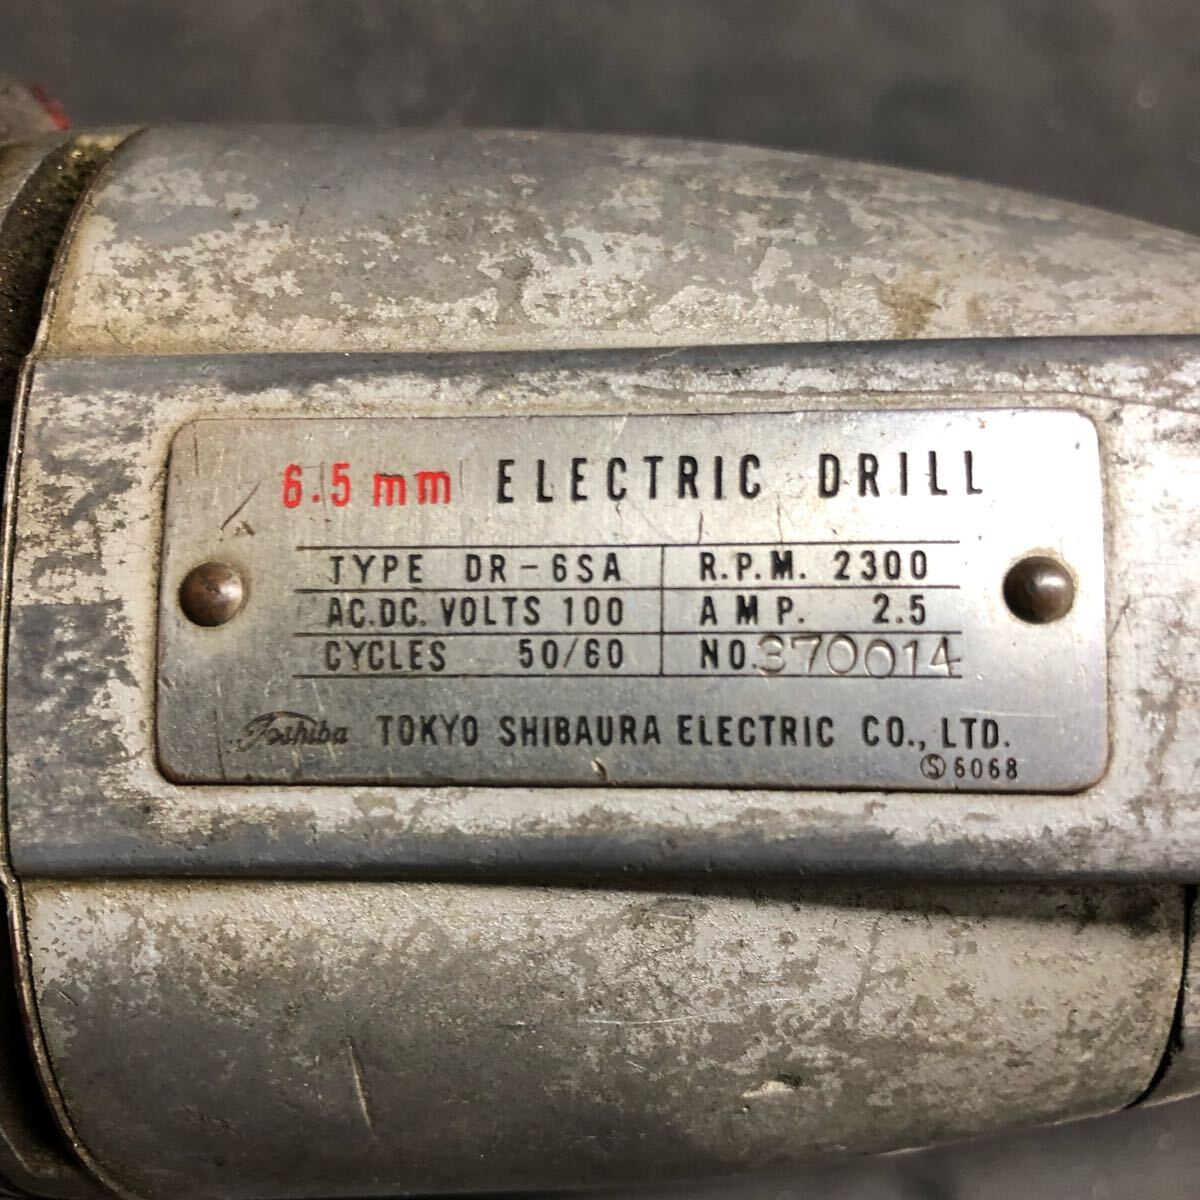 6.5 mm ELECTRIC DRILL
TYPE DR-6SA R.P.M. 2300
AC.DC. VOLTS 100 AMP. 2.5
CYCLES 50/60 NO. 370014
Toshiba TOKYO SHIBAURA ELECTRIC CO., LTD.
Ⓢ6068